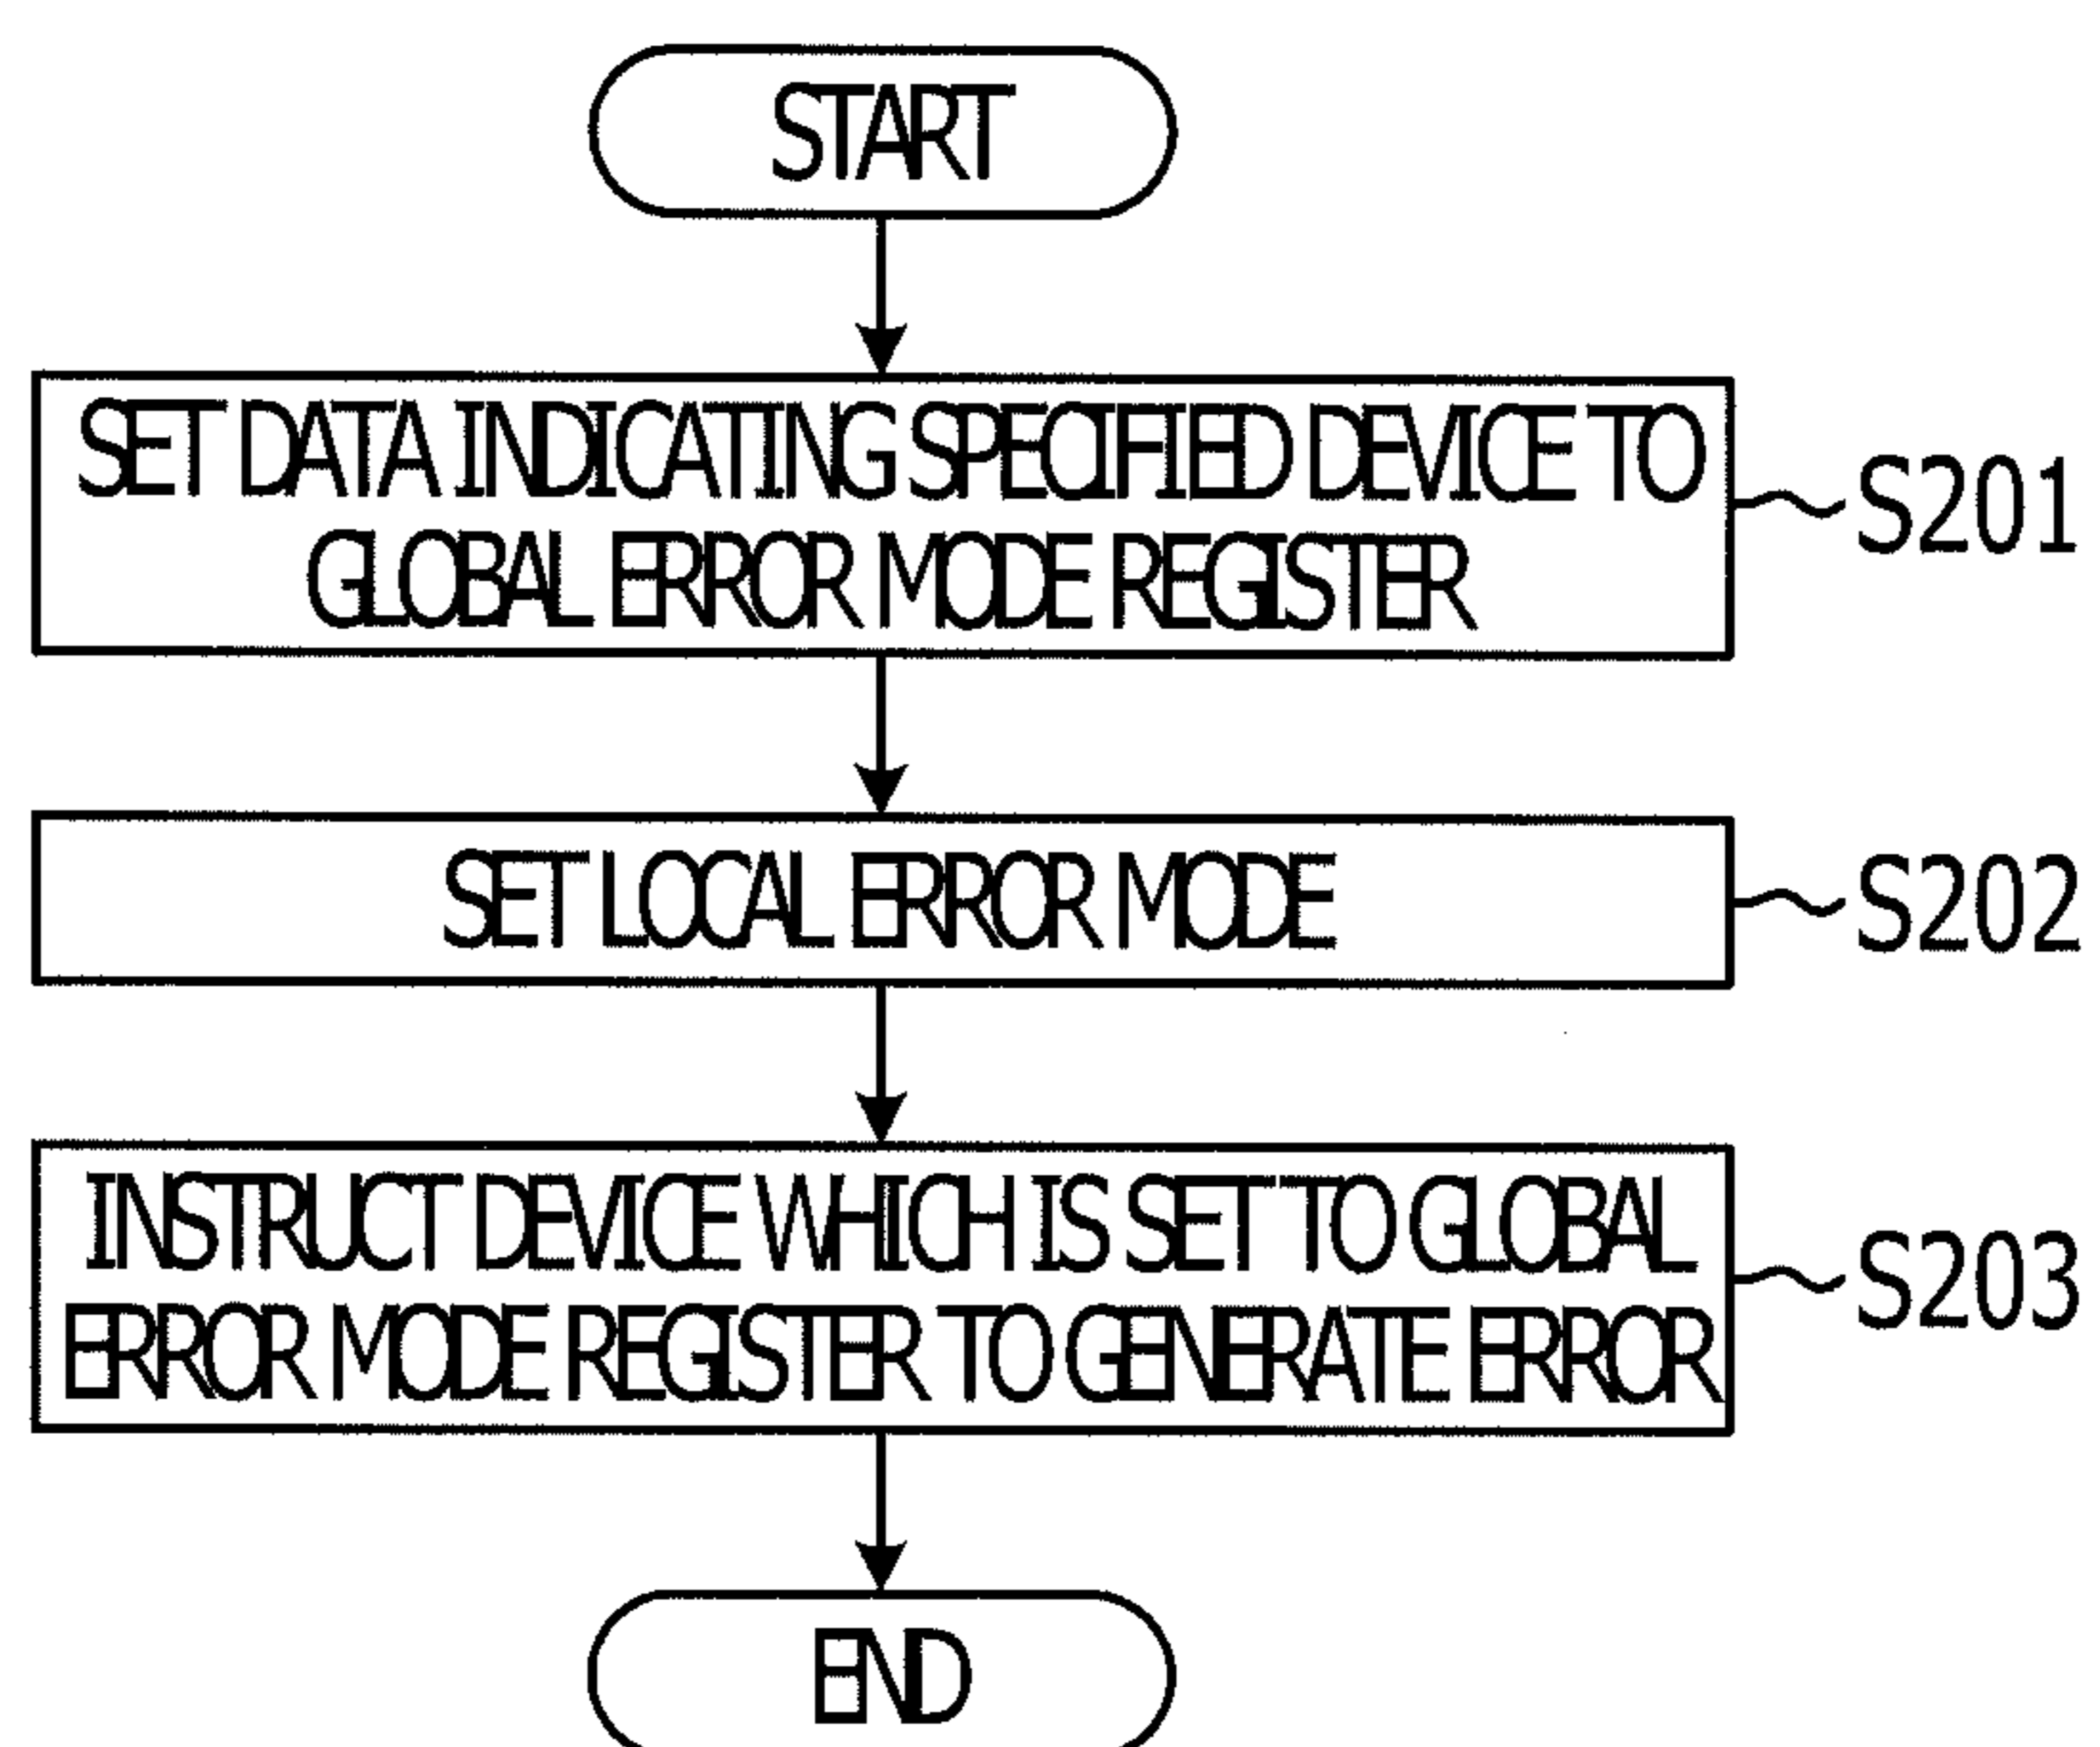 START
SET DATA INDICATING SPECIFIED DEVICE TO
GLOBAL ERROR MODE REGISTER
S201
SET LOCAL ERROR MODE
S202
INSTRUCT DEVICE WHICH IS SET TO GLOBAL
ERROR MODE REGISTER TO GENERATE ERROR
S203
END